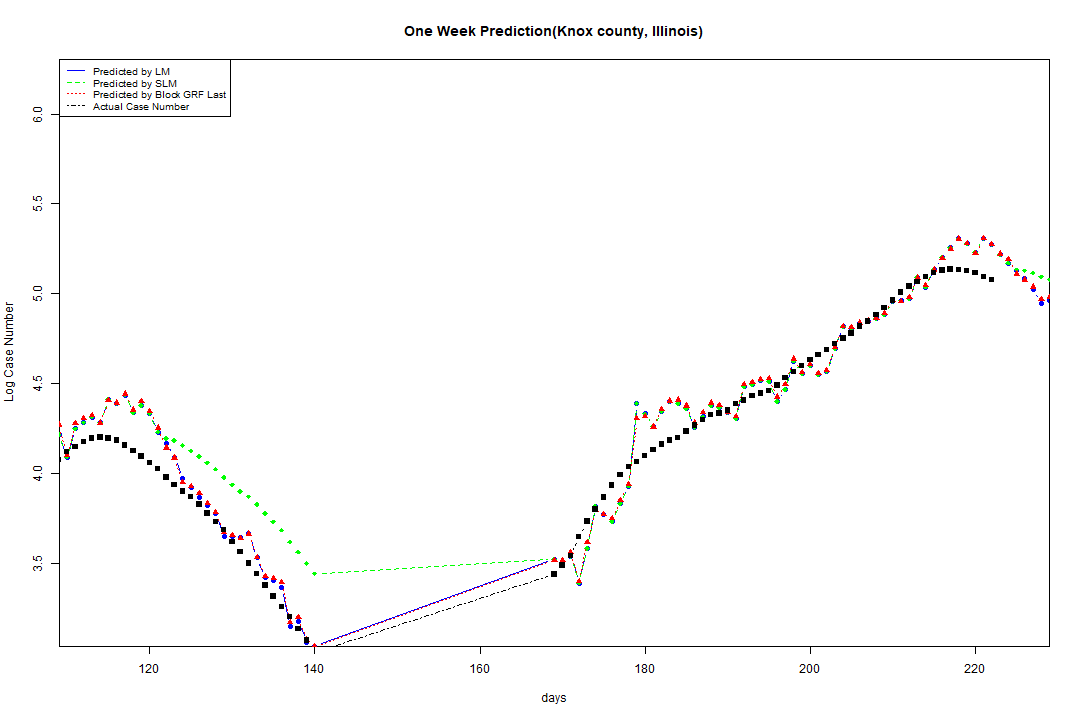 One Week Prediction(Knox county, Illinois)
Predicted by LM
Predicted by SLM
Predicted by Block GRF Last
Actual Case Number
6.0
5.5
5.0
4.5
4.0
3.5
Log Case Number
120 140 160 180 200 220
days